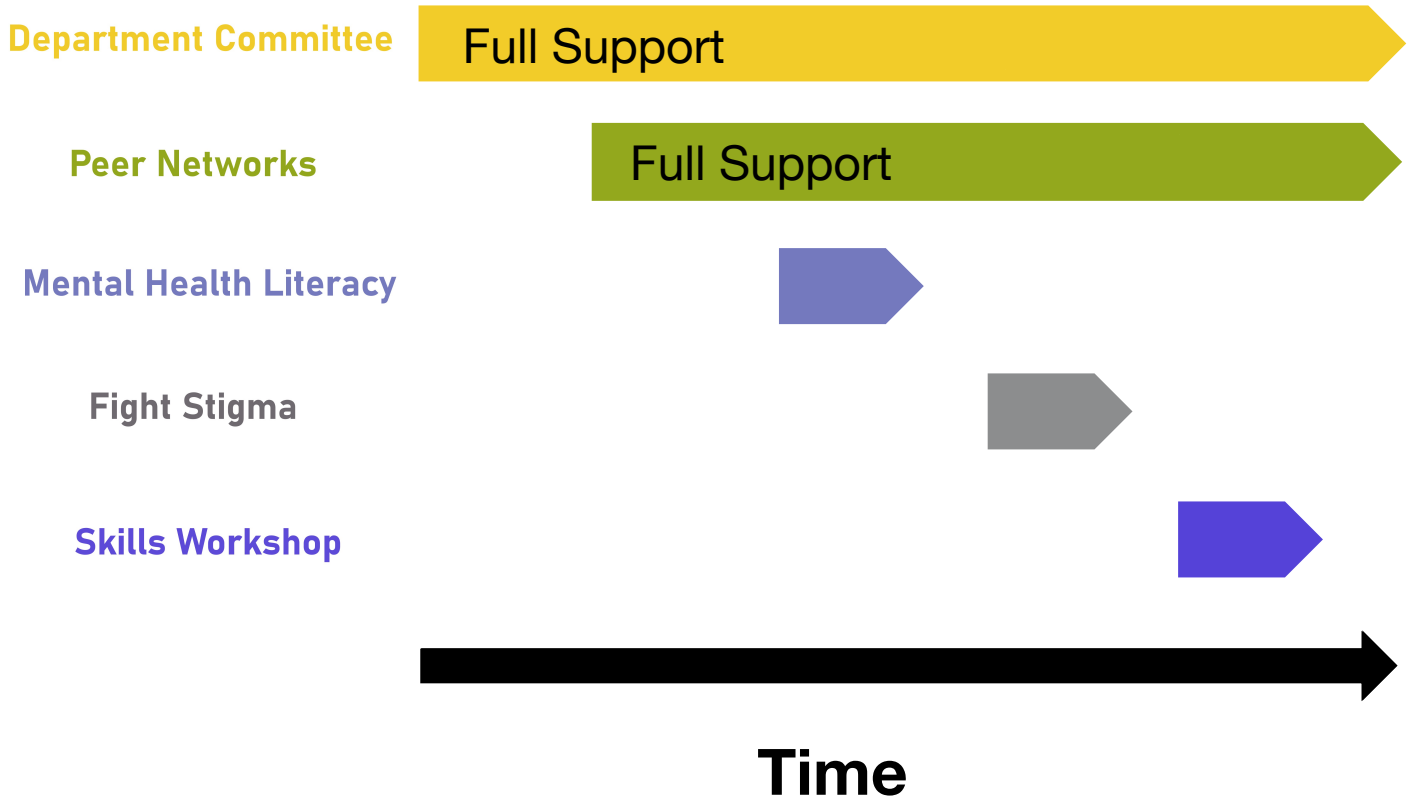 Department Committee
Full Support
Peer Networks
Full Support
Mental Health Literacy
Fight Stigma
Skills Workshop
Time